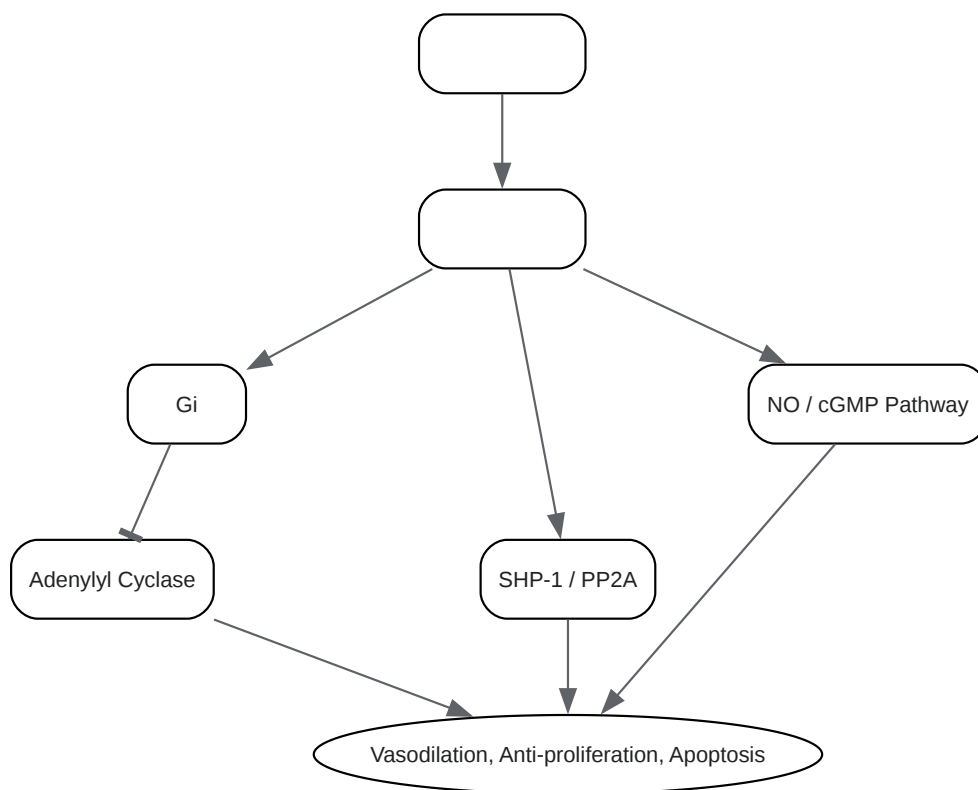 Gi
NO / cGMP Pathway
Adenylyl Cyclase
SHP-1 / PP2A
Vasodilation, Anti-proliferation, Apoptosis